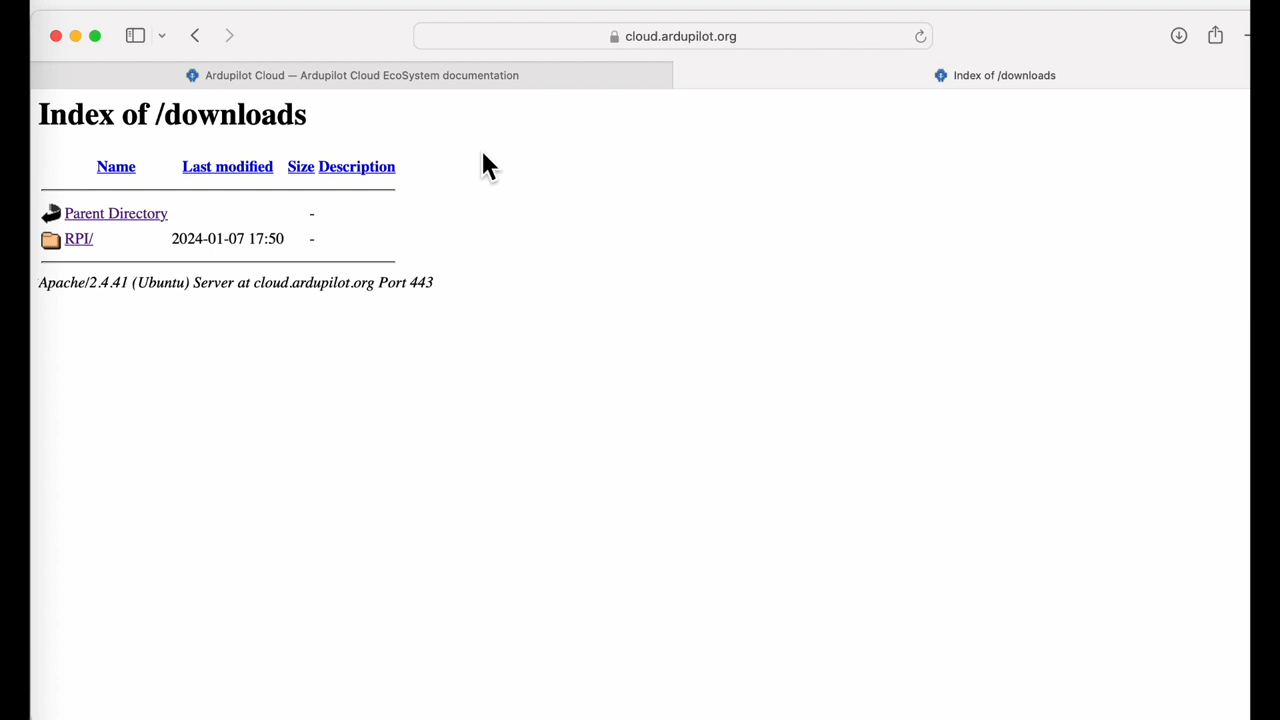 cloud.ardupilot.org
Ardupilot Cloud — Ardupilot Cloud EcoSystem documentation
Index of /downloads
Index of /downloads
Name Last modified Size Description
Parent Directory -
RPI/ 2024-01-07 17:50 -
Apache/2.4.41 (Ubuntu) Server at cloud.ardupilot.org Port 443